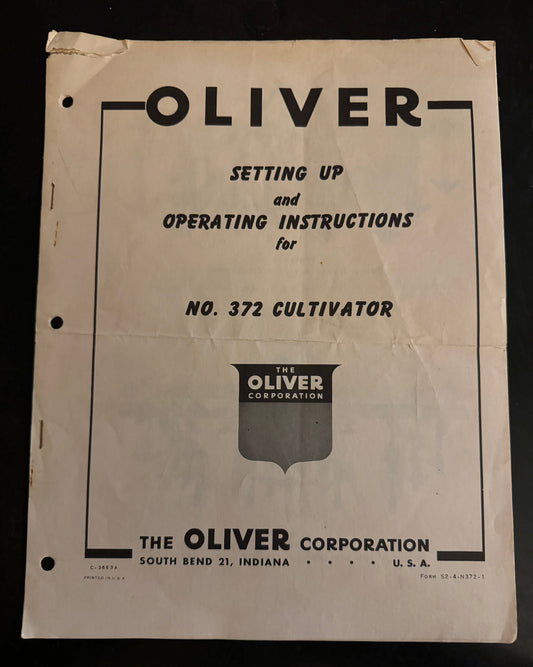 OLIVER
SETTING UP
and
OPERATING INSTRUCTIONS
for
NO. 372 CULTIVATOR
THE
OLIVER
CORPORATION
THE OLIVER CORPORATION
SOUTH BEND 21, INDIANA • • • • U. S. A.
C-3663A
PRINTED IN U.S.A
FORM S2-4-N372-1